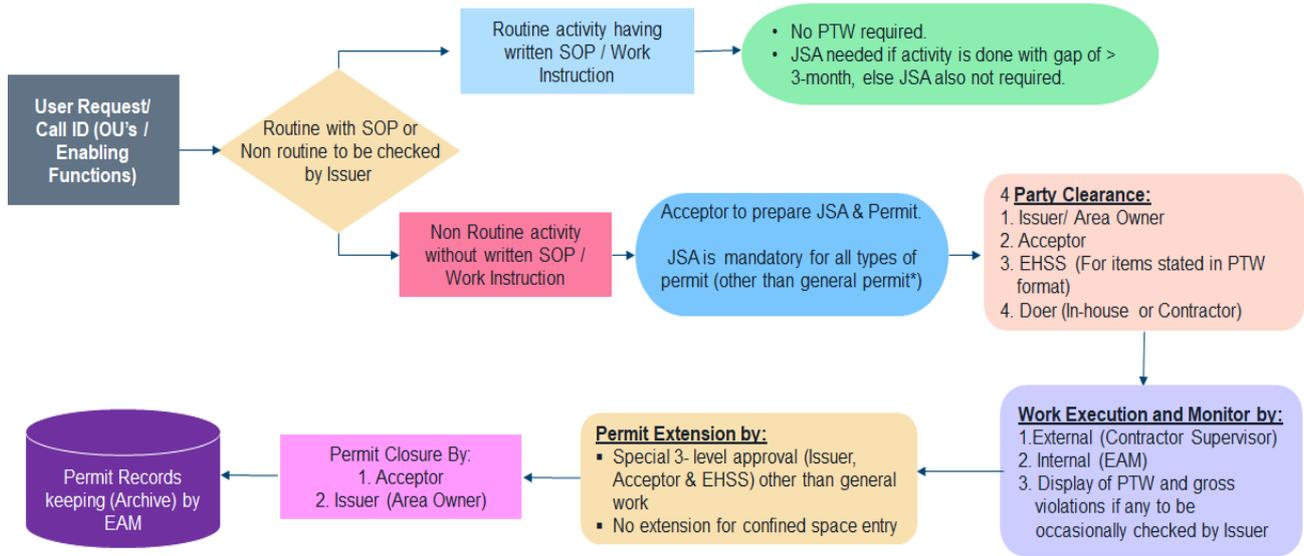 User Request/
Call ID (OU's /
Enabling
Functions)
Routine with SOP or
Non routine to be checked
by Issuer
Routine activity having
written SOP / Work
Instruction
• No PTW required.
• JSA needed if activity is done with gap of >
3-month, else JSA also not required.
Non Routine activity
without written SOP /
Work Instruction
Acceptor to prepare JSA & Permit.
JSA is mandatory for all types of
permit (other than general permit*)
4 Party Clearance:
1. Issuer/ Area Owner
2. Acceptor
3. EHSS (For items stated in PTW
format)
4. Doer (In-house or Contractor)
Work Execution and Monitor by:
1.External (Contractor Supervisor)
2. Internal (EAM)
3. Display of PTW and gross
violations if any to be
occasionally checked by Issuer
Permit Extension by:
▪ Special 3- level approval (Issuer,
Acceptor & EHSS) other than general
work
▪ No extension for confined space entry
Permit Closure By:
1. Acceptor
2. Issuer (Area Owner)
Permit Records
keeping (Archive) by
EAM